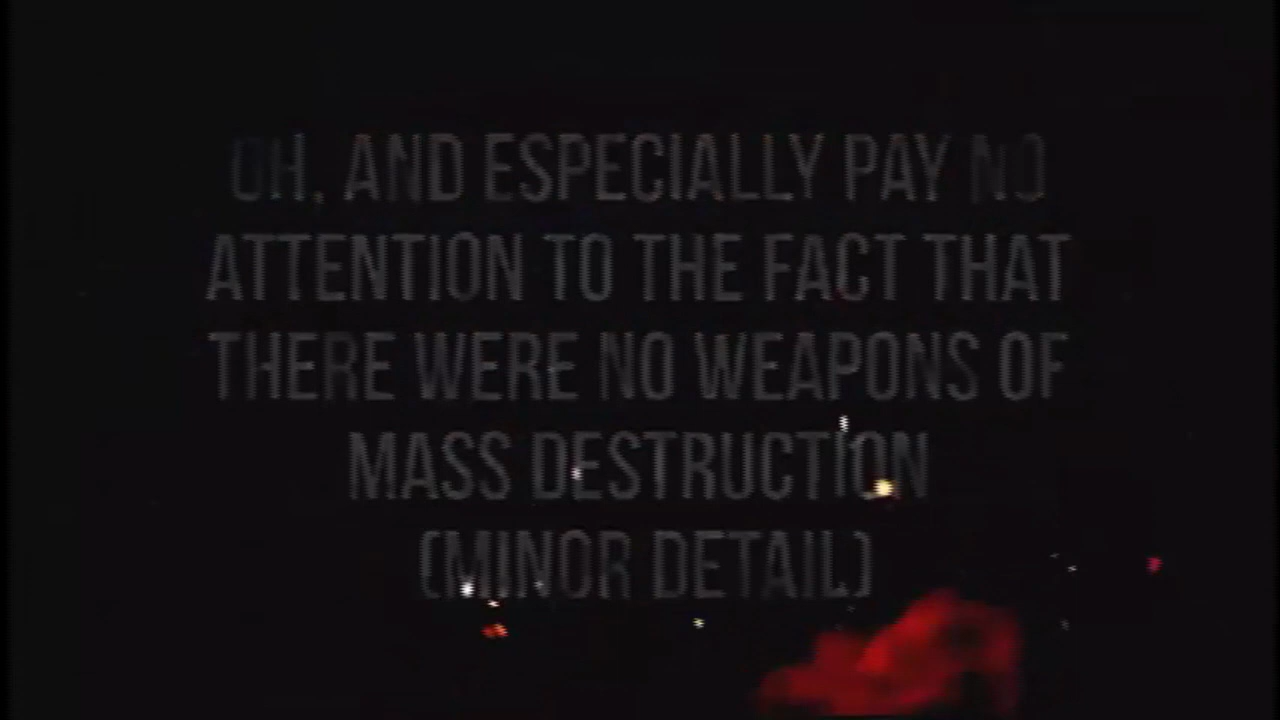 OH, AND ESPECIALLY PAY NO
ATTENTION TO THE FACT THAT
THERE WERE NO WEAPONS OF
MASS DESTRUCTION
(MINOR DETAIL)